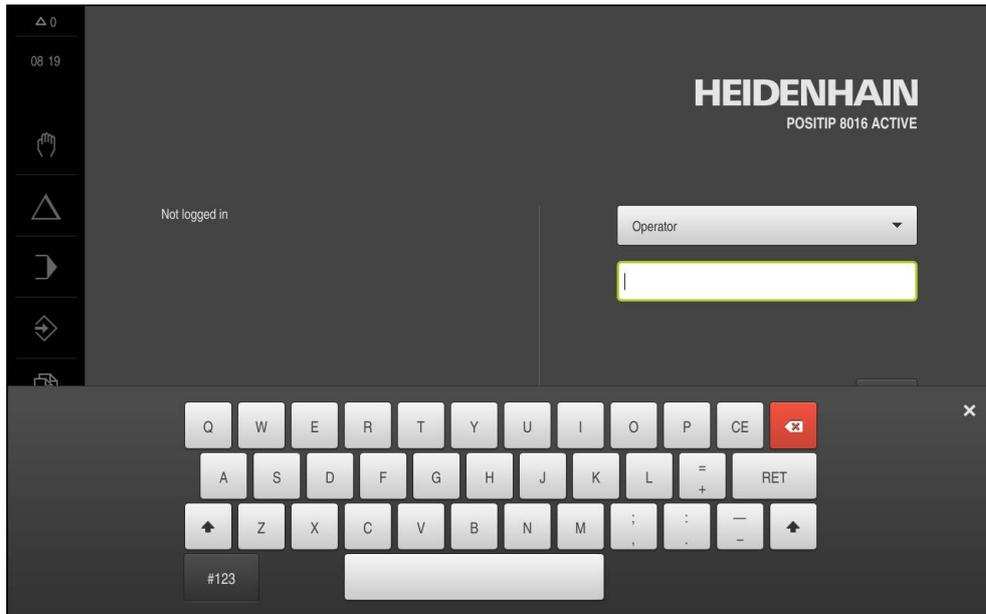 0
08 19
HEIDENHAIN
POSITIP 8016 ACTIVE
Not logged in
Operator
Q W E R T Y U I O P CE
A S D F G H J K L = + RET
Z X C V B N M ; , : . — –
#123